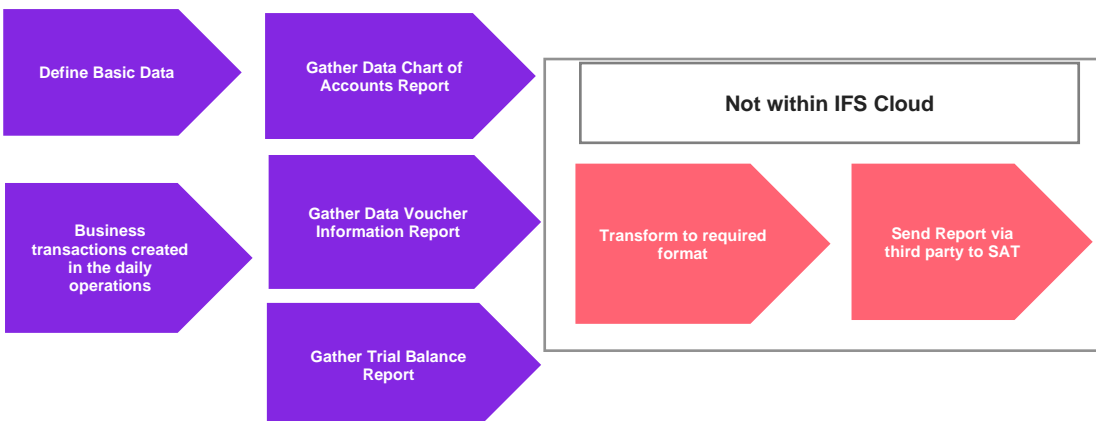 Define Basic Data
Gather Data Chart of
Accounts Report
Not within IFS Cloud
Business
transactions created
in the daily
operations
Gather Data Voucher
Information Report
Transform to required
format
Send Report via
third party to SAT
Gather Trial Balance
Report